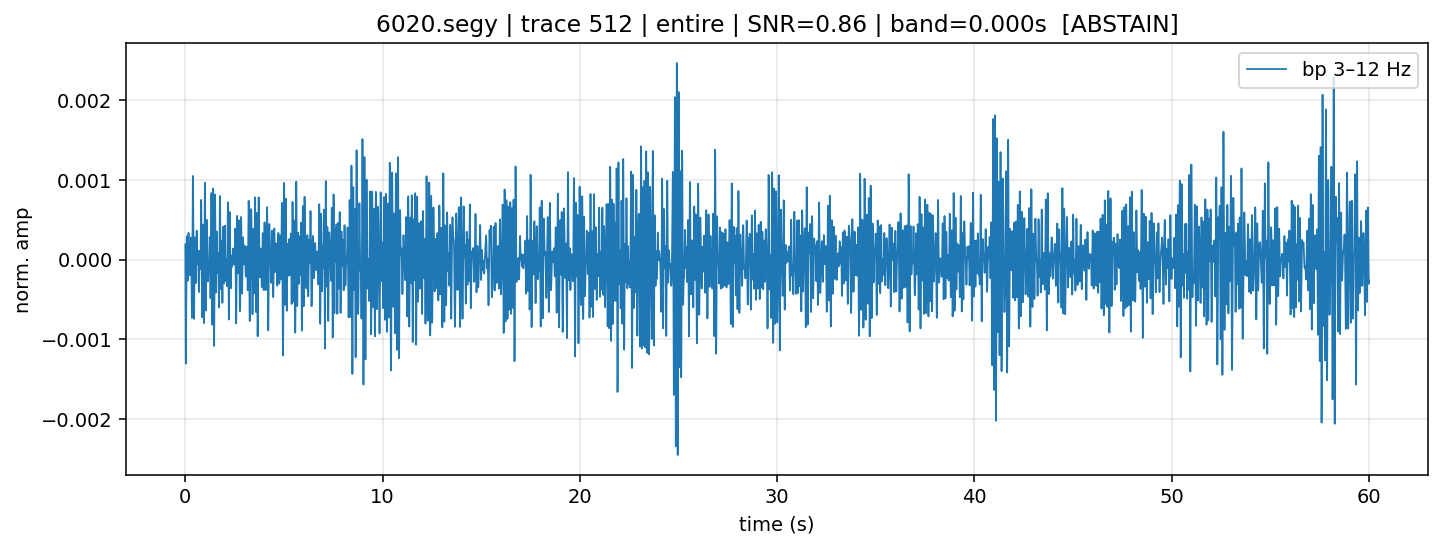 6020.segy | trace 512 | entire | SNR=0.86 | band=0.000s  [ABSTAIN]
bp 3–12 Hz
norm. amp
0.002
0.001
0.000
−0.001
−0.002
0 10 20 30 40 50 60
time (s)